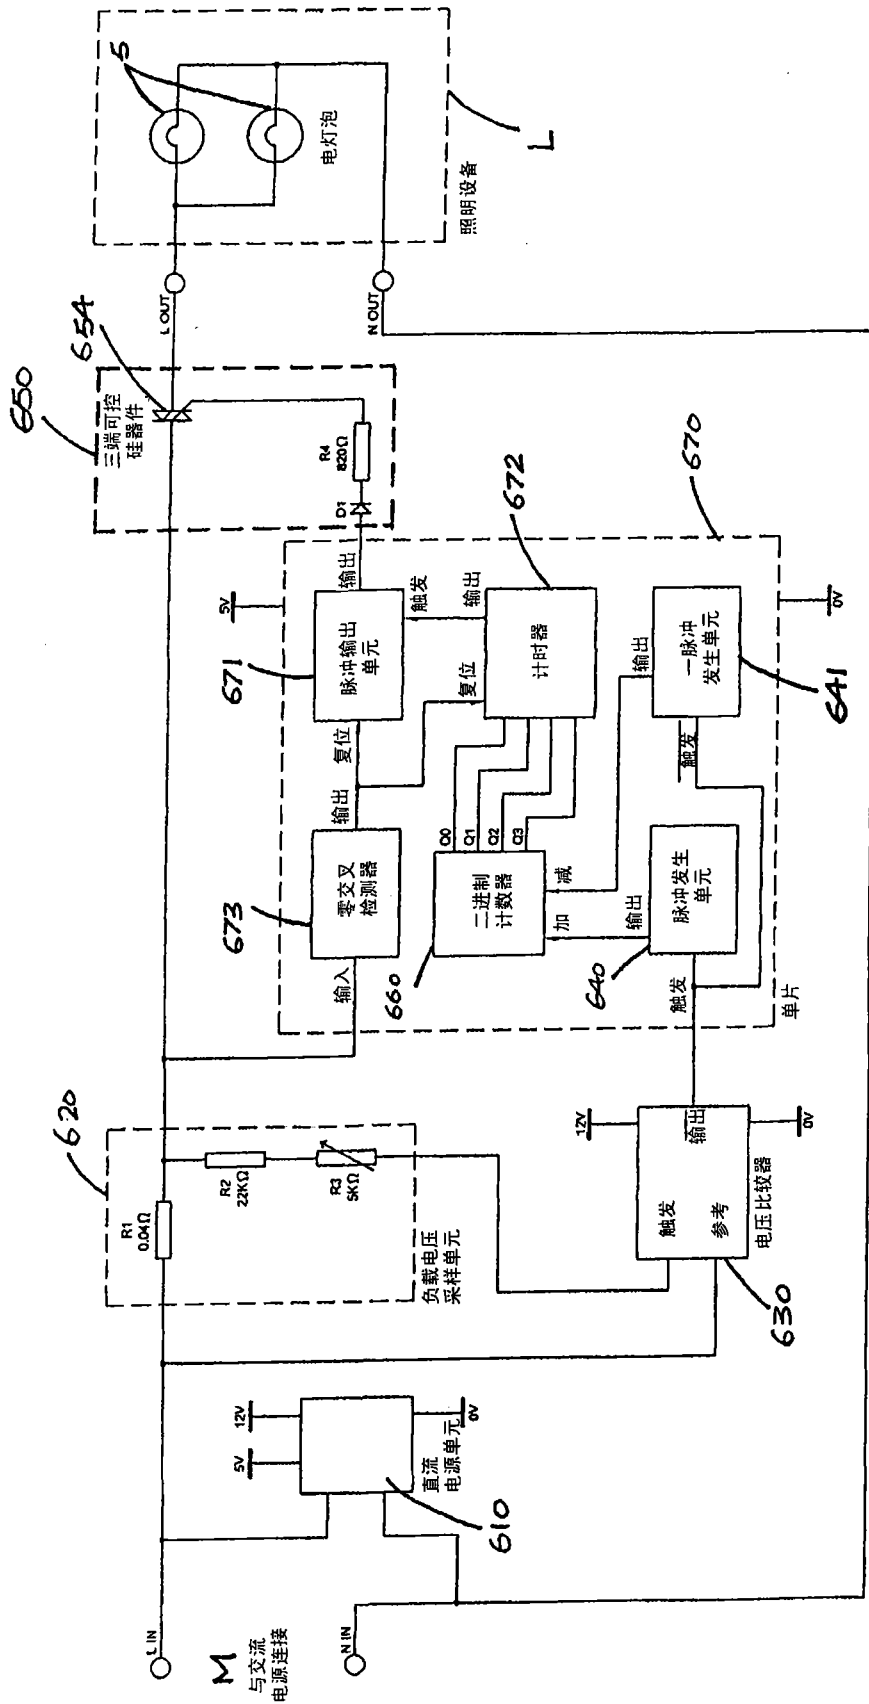 L IN
M
与交流
电源连接
N IN
5V
12V
0V
直流
电源单元
610
620
R1
0.04Ω
R2
22KΩ
R3
5KΩ
负载电压
采样单元
触发
参考
输出
12V
0V
电压比较器
630
673
输入
零交叉
检测器
输出
复位
671
脉冲输出
单元
输出
5V
触发
输出
复位
计时器
672
660
二进制
计数器
Q0
Q1
Q2
Q3
加
减
640
触发
脉冲发生
单元
输出
触发
一脉冲
发生单元
输出
641
0V
670
单片
650
三端可控
硅器件
654
D1
R4
820Ω
L OUT
N OUT
5
电灯泡
照明设备
L